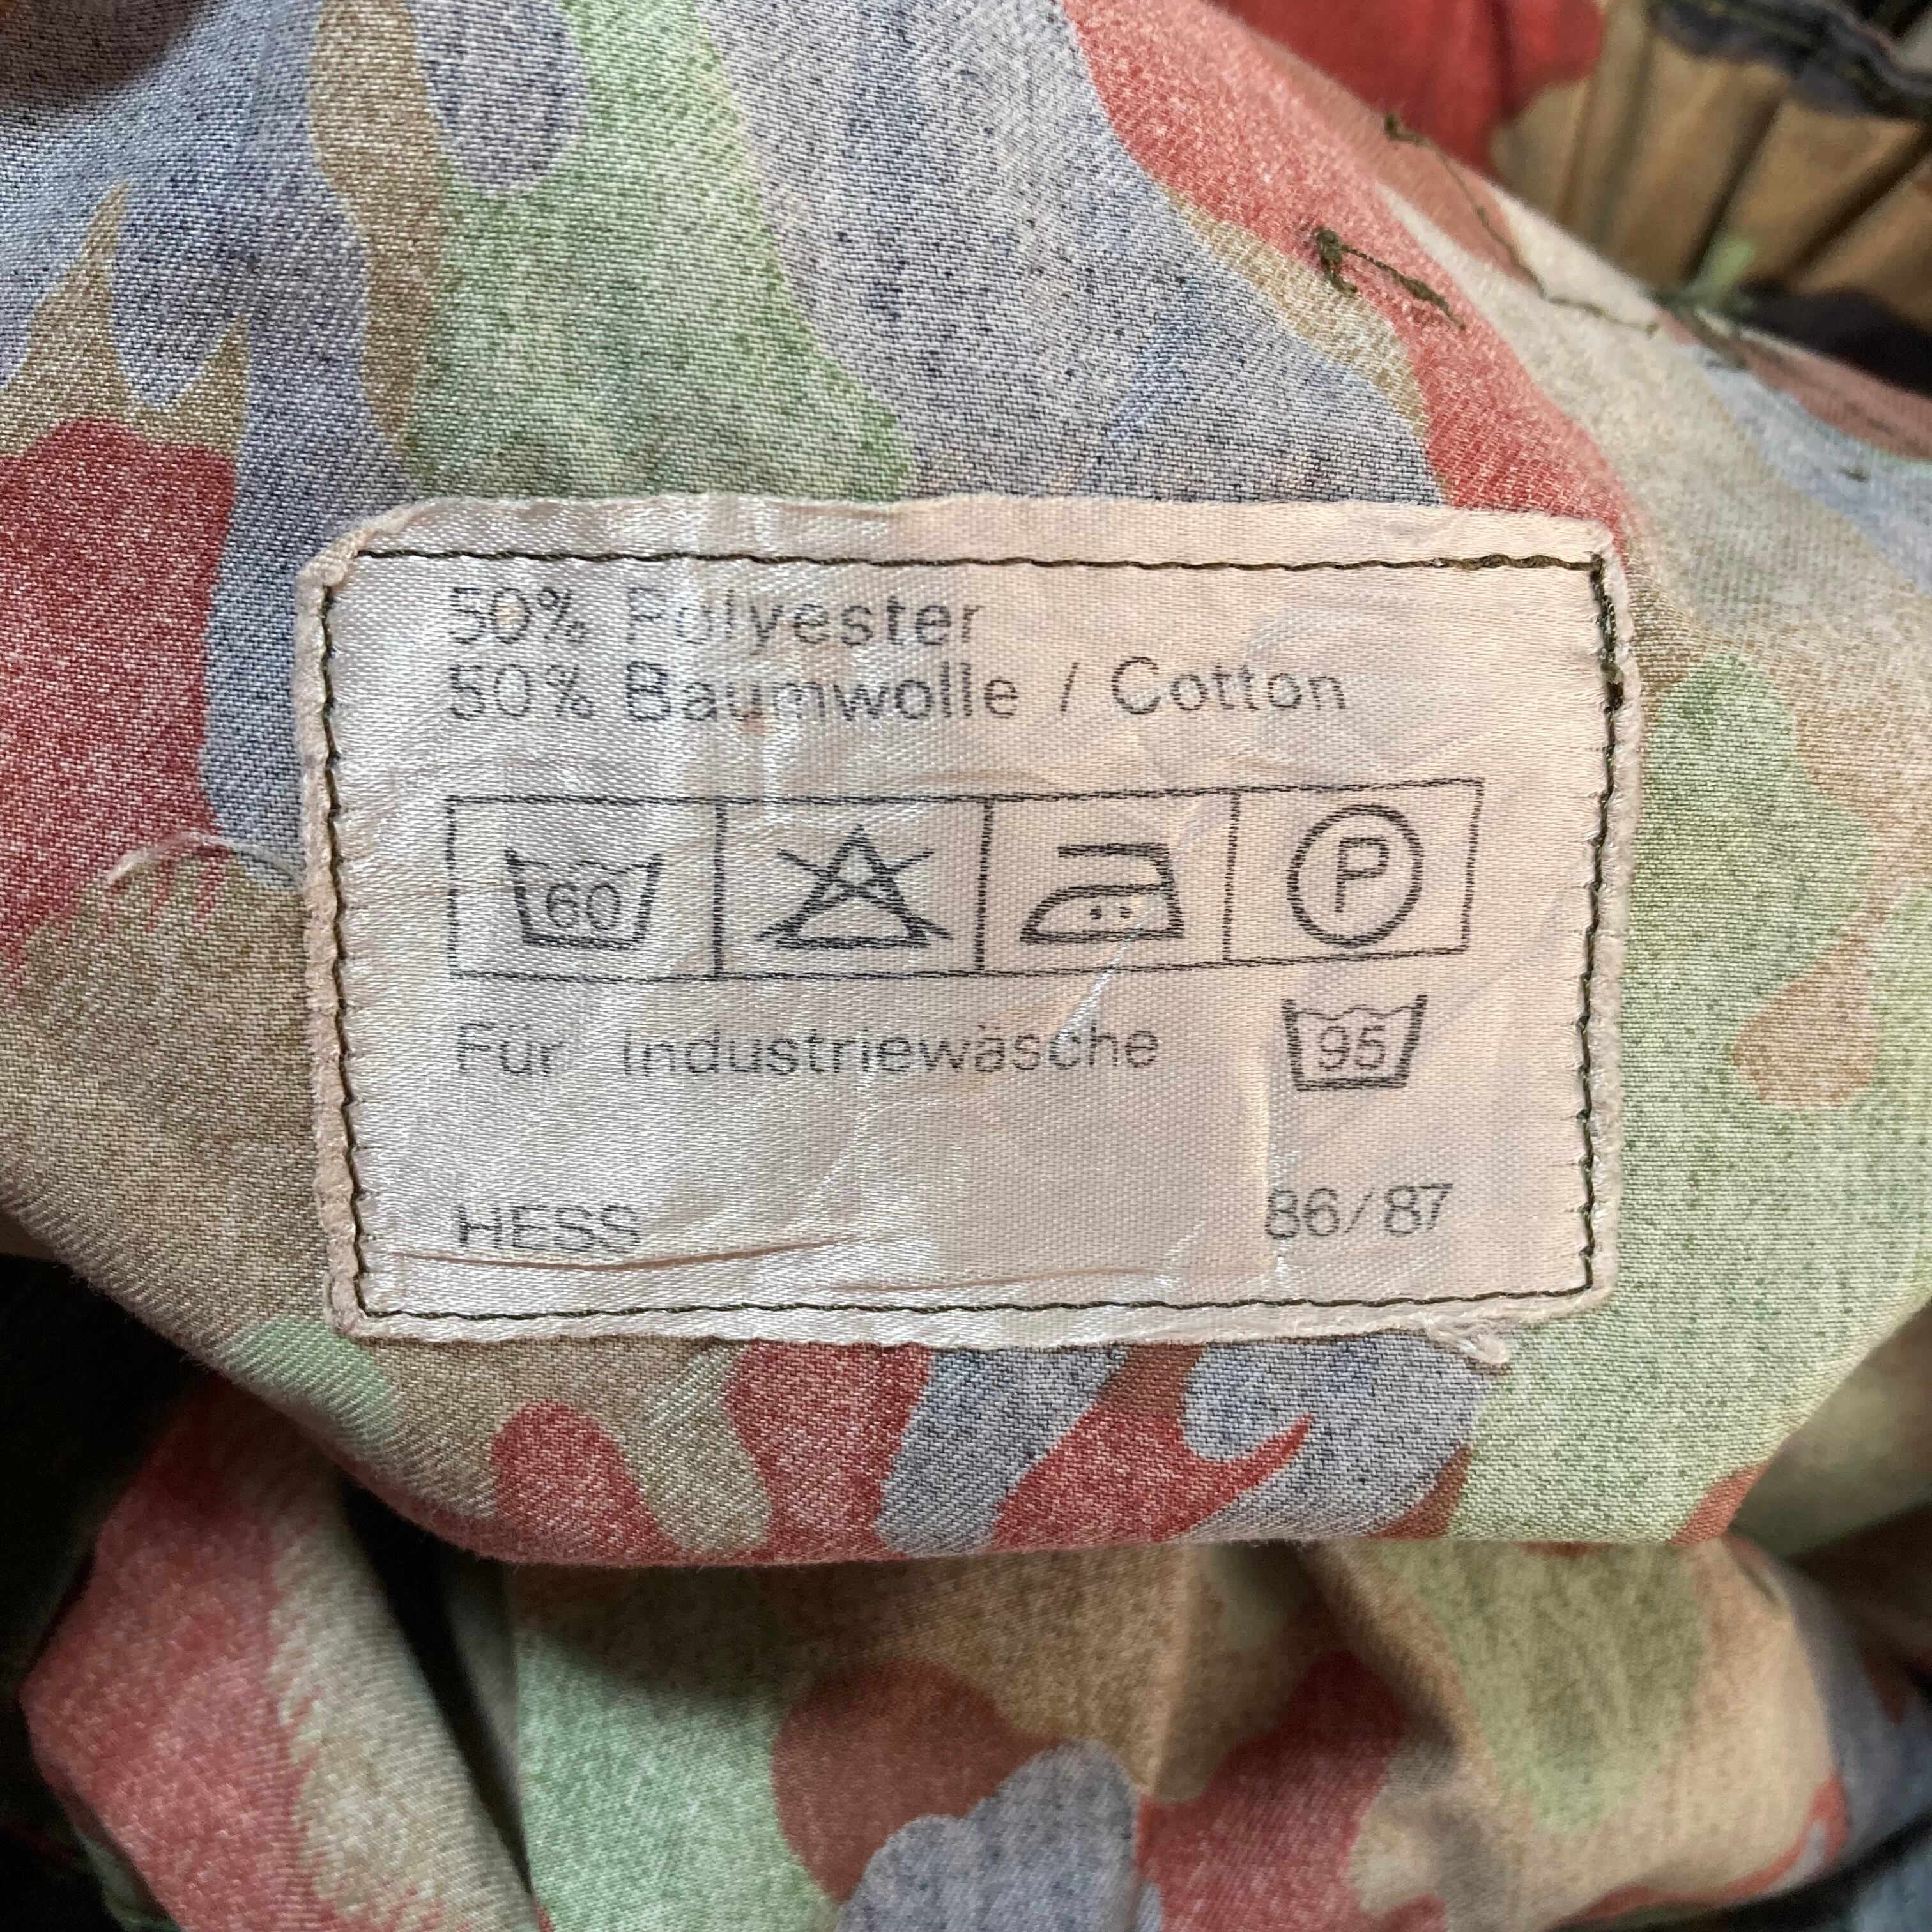 50% Polyester
50% Baumwolle / Cotton
60 P
Für Industriewäsche 95
HESS 86/87